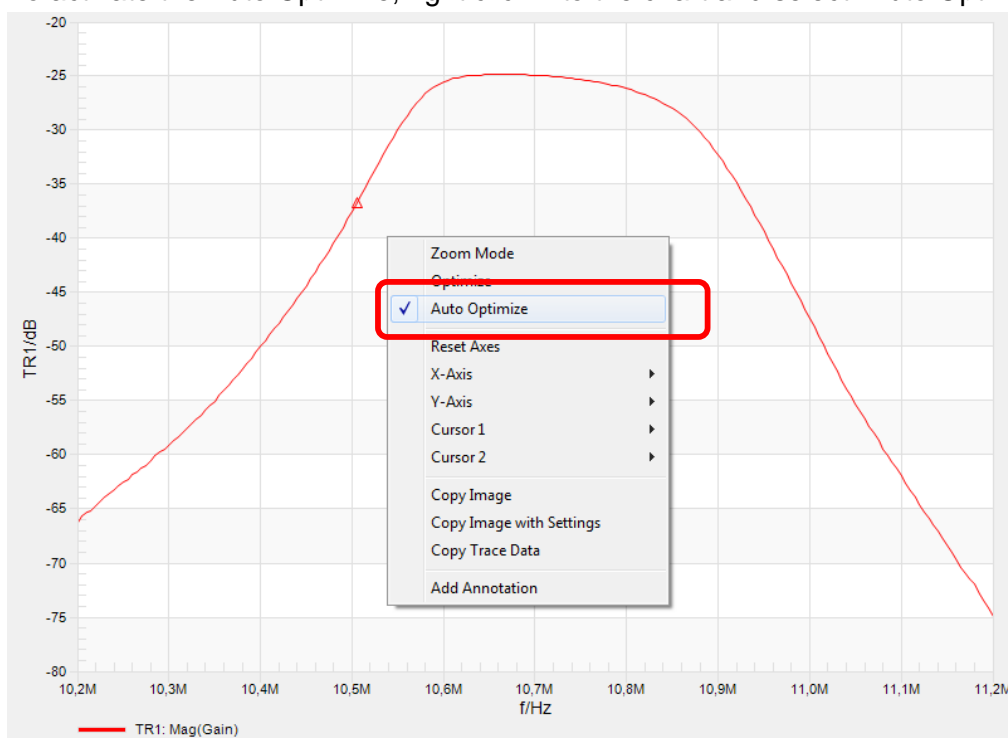 -20
-25
-30
-35
-40
-45
-50
-55
-60
-65
-70
-75
-80
TR1/dB
Zoom Mode
Optimize
Auto Optimize
Reset Axes
X-Axis
Y-Axis
Cursor 1
Cursor 2
Copy Image
Copy Image with Settings
Copy Trace Data
Add Annotation
10,2M 10,3M 10,4M 10,5M 10,6M 10,7M 10,8M 10,9M 11,0M 11,1M 11,2M
f/Hz
TR1: Mag(Gain)